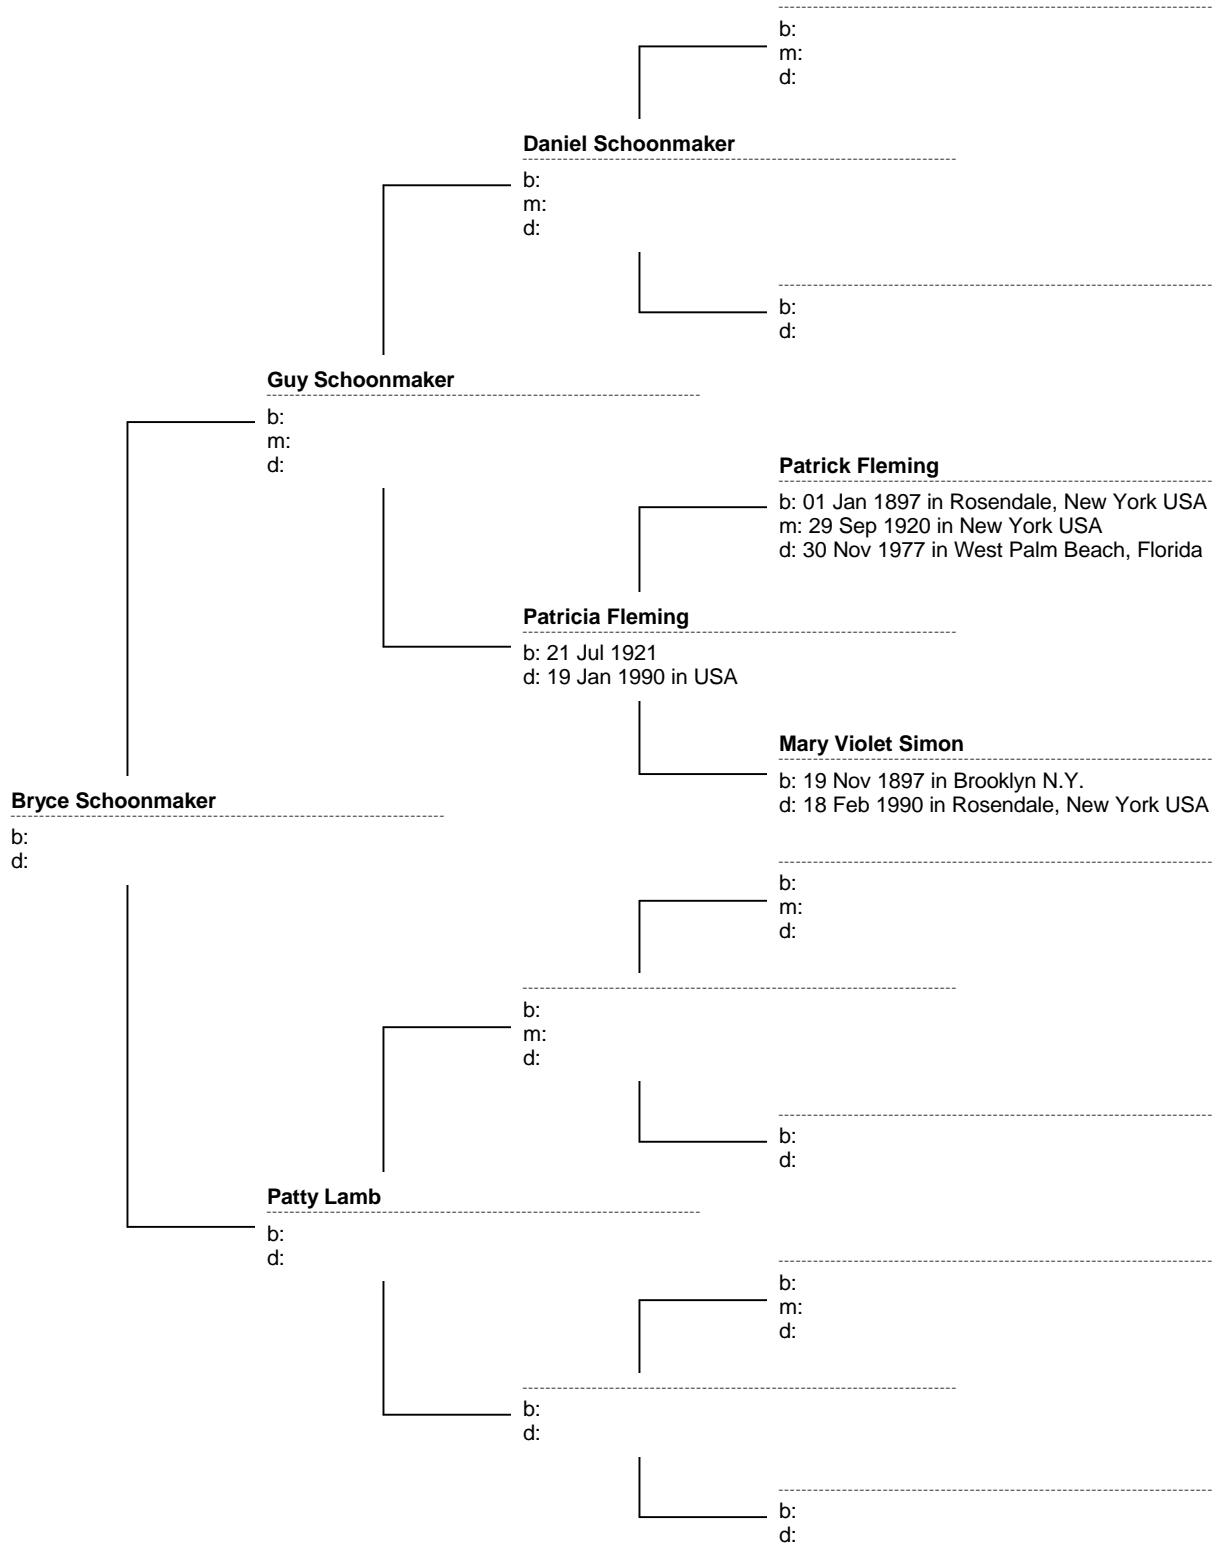 b:
m:
d:
Daniel Schoonmaker
b:
m:
d:
b:
d:
Guy Schoonmaker
b:
m:
d:
Patrick Fleming
b: 01 Jan 1897 in Rosendale, New York USA
m: 29 Sep 1920 in New York USA
d: 30 Nov 1977 in West Palm Beach, Florida
Patricia Fleming
b: 21 Jul 1921
d: 19 Jan 1990 in USA
Mary Violet Simon
b: 19 Nov 1897 in Brooklyn N.Y.
d: 18 Feb 1990 in Rosendale, New York USA
Bryce Schoonmaker
b:
d:
b:
m:
d:
b:
m:
d:
b:
d:
Patty Lamb
b:
d:
b:
m:
d:
b:
d:
b:
d: